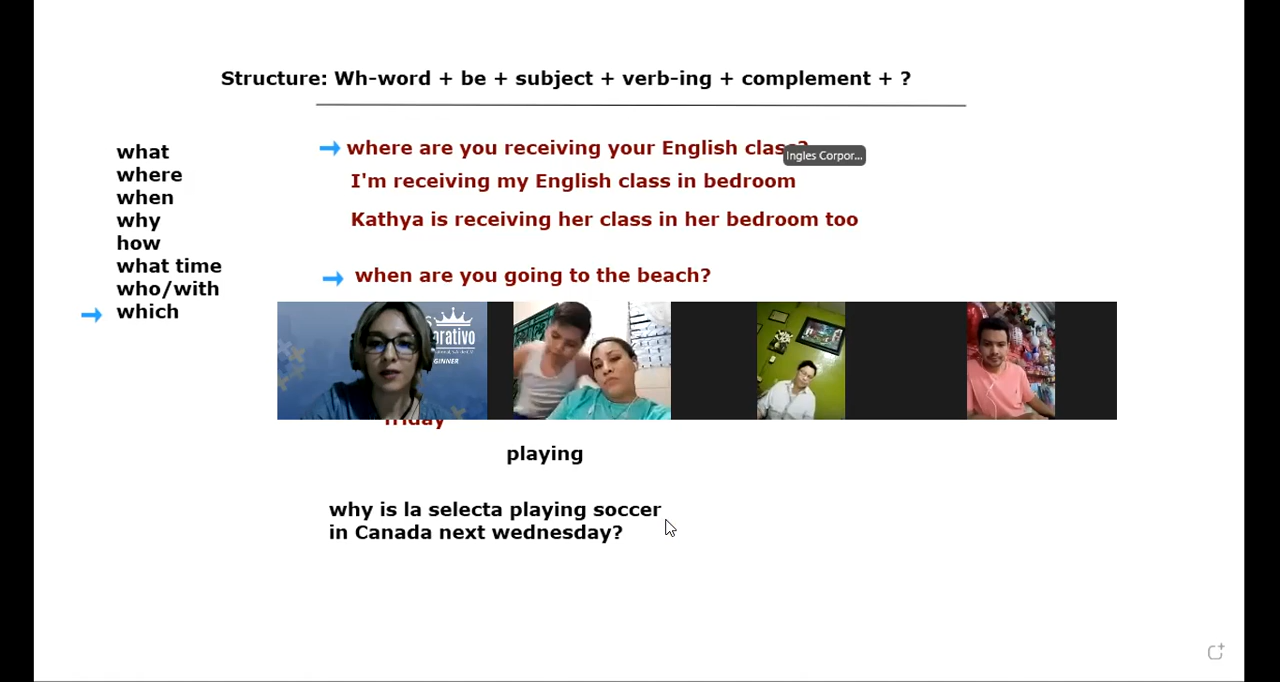 Structure: Wh-word + be + subject + verb-ing + complement + ?
what
where
when
why
how
what time
who/with
which
where are you receiving your English class?
Ingles Corpor...
I'm receiving my English class in bedroom
Kathya is receiving her class in her bedroom too
when are you going to the beach?
friday
playing
why is la selecta playing soccer
in Canada next wednesday?